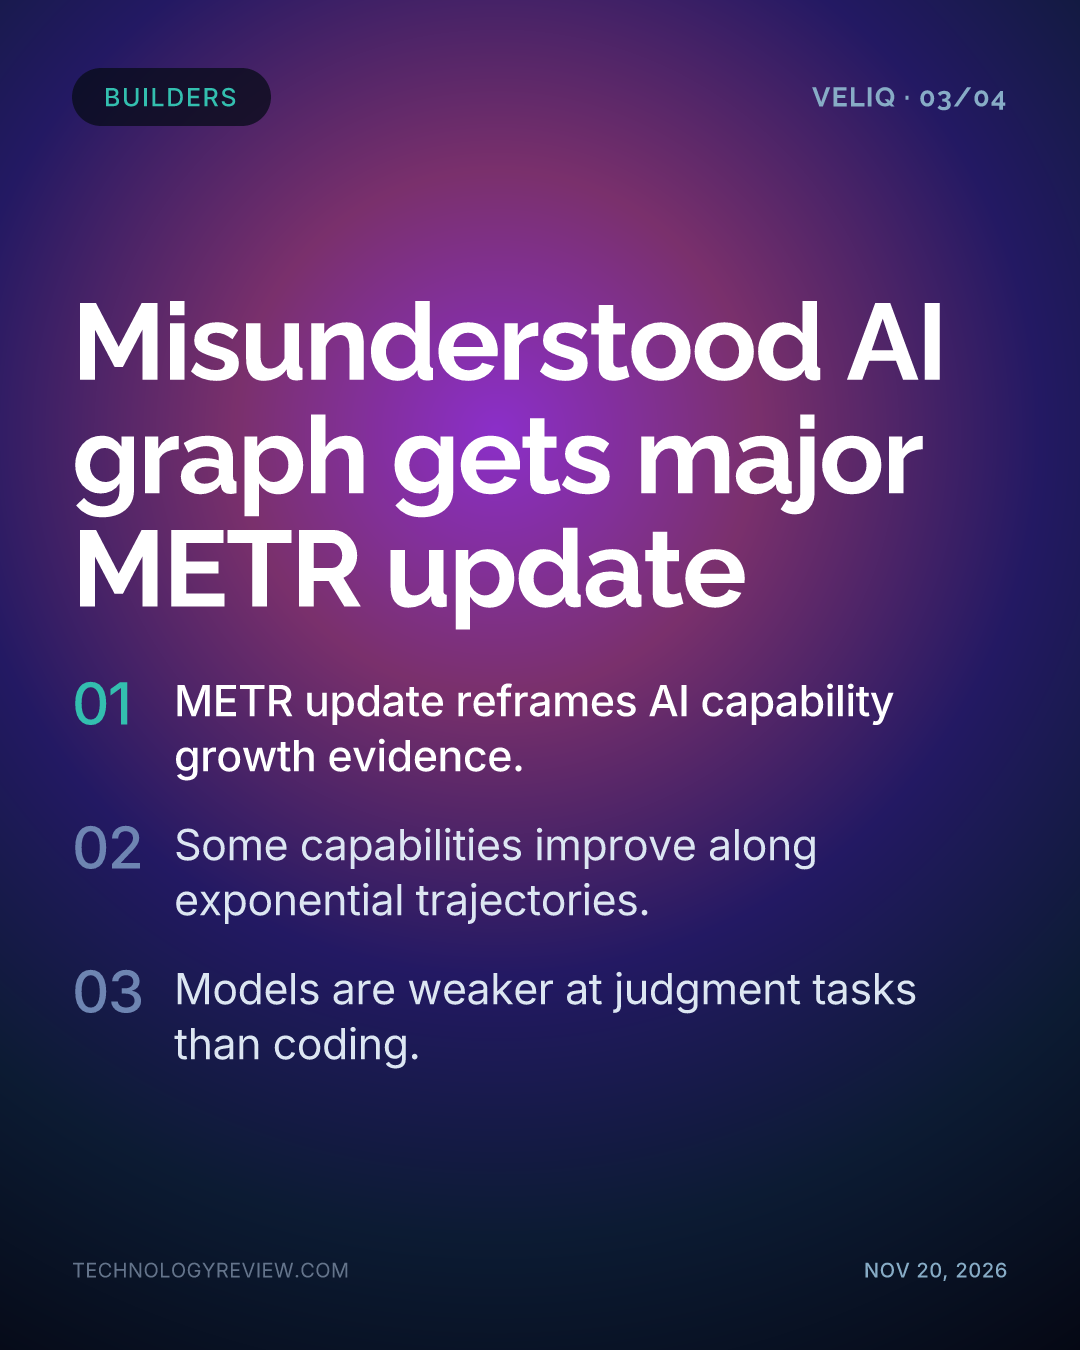 BUILDERS
VELIQ · 03/04
Misunderstood AI
graph gets major
METR update
01
METR update reframes AI capability
growth evidence.
02
Some capabilities improve along
exponential trajectories.
03
Models are weaker at judgment tasks
than coding.
TECHNOLOGYREVIEW.COM
NOV 20, 2026